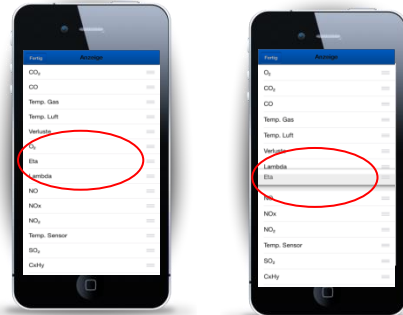 Fertig Anzeige
CO₂
CO
Temp. Gas
Temp. Luft
Verluste
O₂
Eta
Lambda
NO
NOx
NO₂
Temp. Sensor
SO₂
CxHy
Fertig Anzeige
O₂
CO₂
CO
Temp. Gas
Temp. Luft
Verluste
Lambda
Eta
NO
NOx
NO₂
Temp. Sensor
SO₂
CxHy